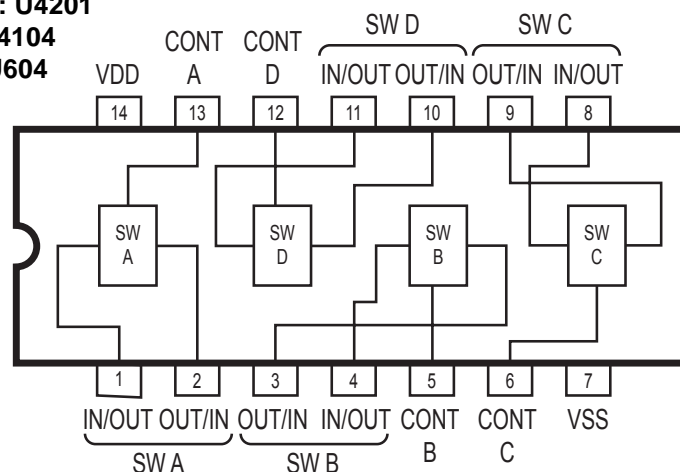 : U4201
4104
U604
SW D SW C
CONT CONT
VDD A D IN/OUT OUT/IN OUT/IN IN/OUT
14 13 12 11 10 9 8
SW SW SW SW
A D B C
1 2 3 4 5 6 7
IN/OUT OUT/IN OUT/IN IN/OUT CONT CONT VSS
B C
SW A SW B